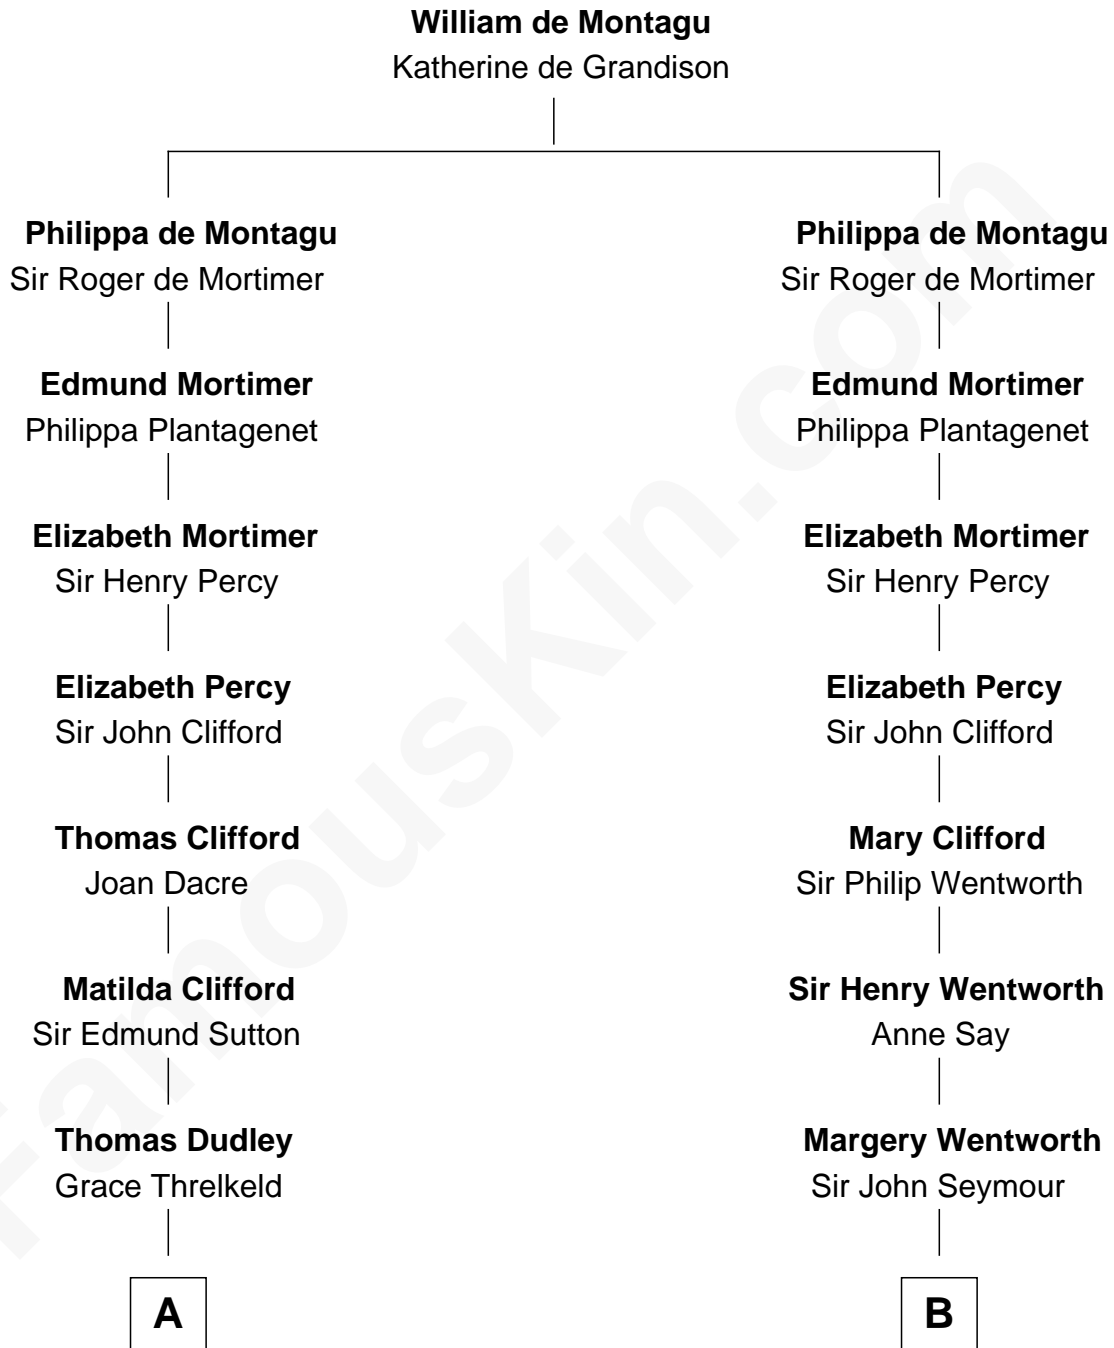 William de Montagu
Katherine de Grandison
Philippa de Montagu
Sir Roger de Mortimer
Edmund Mortimer
Philippa Plantagenet
Elizabeth Mortimer
Sir Henry Percy
Elizabeth Percy
Sir John Clifford
Thomas Clifford
Joan Dacre
Matilda Clifford
Sir Edmund Sutton
Thomas Dudley
Grace Threlkeld
A
Philippa de Montagu
Sir Roger de Mortimer
Edmund Mortimer
Philippa Plantagenet
Elizabeth Mortimer
Sir Henry Percy
Elizabeth Percy
Sir John Clifford
Mary Clifford
Sir Philip Wentworth
Sir Henry Wentworth
Anne Say
Margery Wentworth
Sir John Seymour
B
FamousKin.com